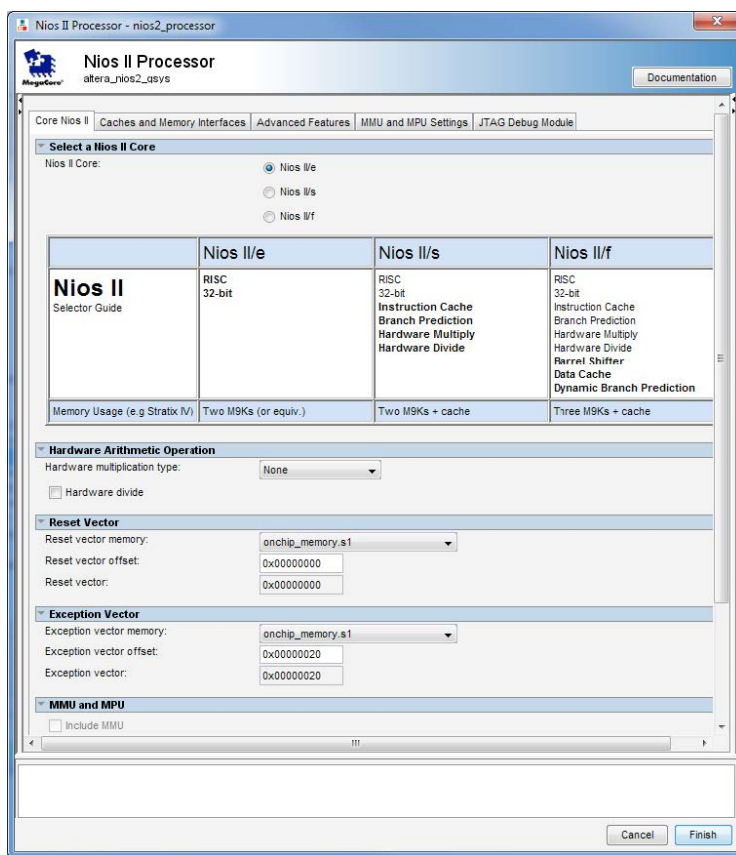 Nios II Processor - nios2_processor
Nios II Processor
altera_nios2_qsys
MegaCore®
Documentation
Core Nios II Caches and Memory Interfaces Advanced Features MMU and MPU Settings JTAG Debug Module
Select a Nios II Core
Nios II Core:
Nios II/e
Nios II/s
Nios II/f
Nios II/e Nios II/s Nios II/f
Nios II
Selector Guide
RISC
32-bit
RISC
32-bit
Instruction Cache
Branch Prediction
Hardware Multiply
Hardware Divide
RISC
32-bit
Instruction Cache
Branch Prediction
Hardware Multiply
Hardware Divide
Barrel Shifter
Data Cache
Dynamic Branch Prediction
Memory Usage (e.g Stratix IV) Two M9Ks (or equiv.) Two M9Ks + cache Three M9Ks + cache
Hardware Arithmetic Operation
Hardware multiplication type: None
Hardware divide
Reset Vector
Reset vector memory: onchip_memory.s1
Reset vector offset: 0x00000000
Reset vector: 0x00000000
Exception Vector
Exception vector memory: onchip_memory.s1
Exception vector offset: 0x00000020
Exception vector: 0x00000020
MMU and MPU
Include MMU
Cancel Finish